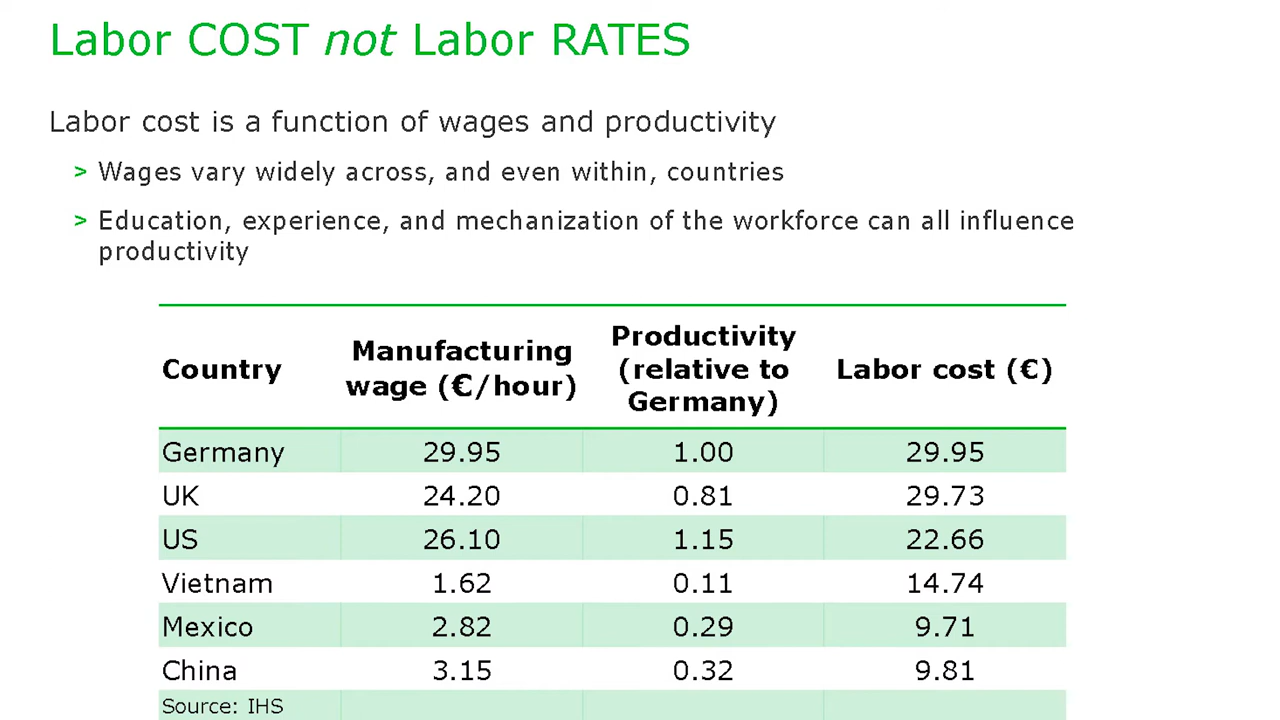 Labor COST not Labor RATES
Labor cost is a function of wages and productivity
> Wages vary widely across, and even within, countries
> Education, experience, and mechanization of the workforce can all influence
productivity
Country Manufacturing wage (€/hour) Productivity (relative to Germany) Labor cost (€)
Germany 29.95 1.00 29.95
UK 24.20 0.81 29.73
US 26.10 1.15 22.66
Vietnam 1.62 0.11 14.74
Mexico 2.82 0.29 9.71
China 3.15 0.32 9.81
Source: IHS